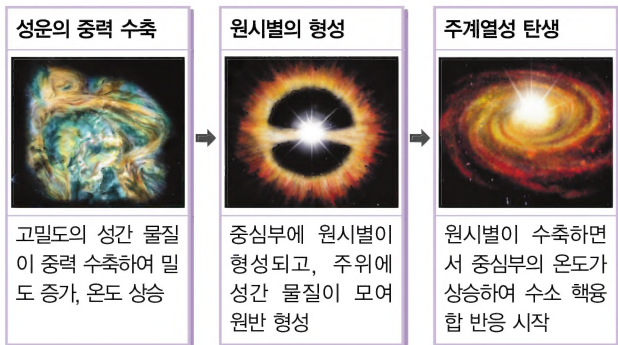 성운의 중력 수축
고밀도의 성간 물질
이 중력 수축하여 밀
도 증가, 온도 상승
원시별의 형성
중심부에 원시별이
형성되고, 주위에
성간 물질이 모여
원반 형성
주계열성 탄생
원시별이 수축하면
서 중심부의 온도가
상승하여 수소 핵융
합 반응 시작